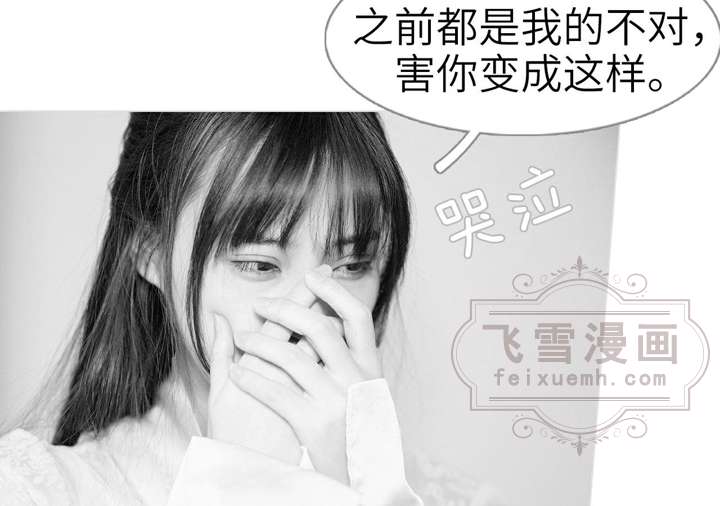 之前都是我的不对，
害你变成这样。
哭泣
飞雪漫画
feixuemh.com